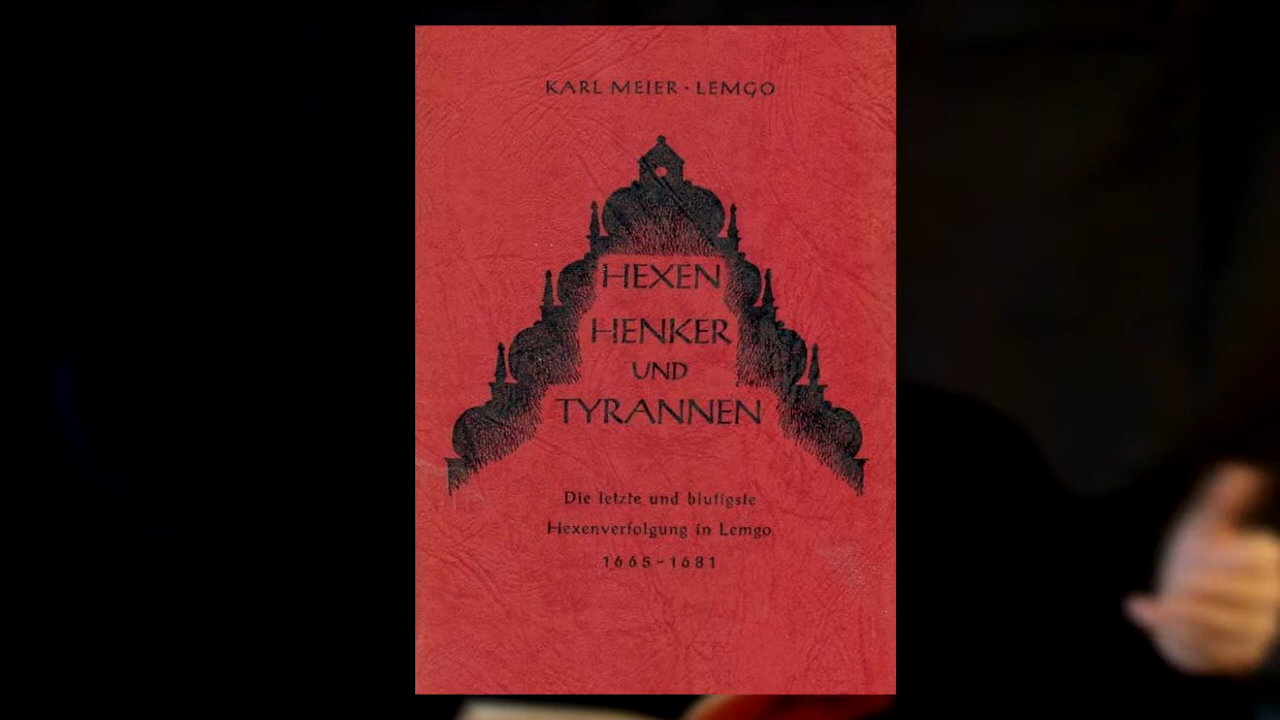 KARL MEIER · LEMGO
HEXEN
HENKER
UND
TYRANNEN
Die letzte und blutigste
Hexenverfolgung in Lemgo
1665-1681